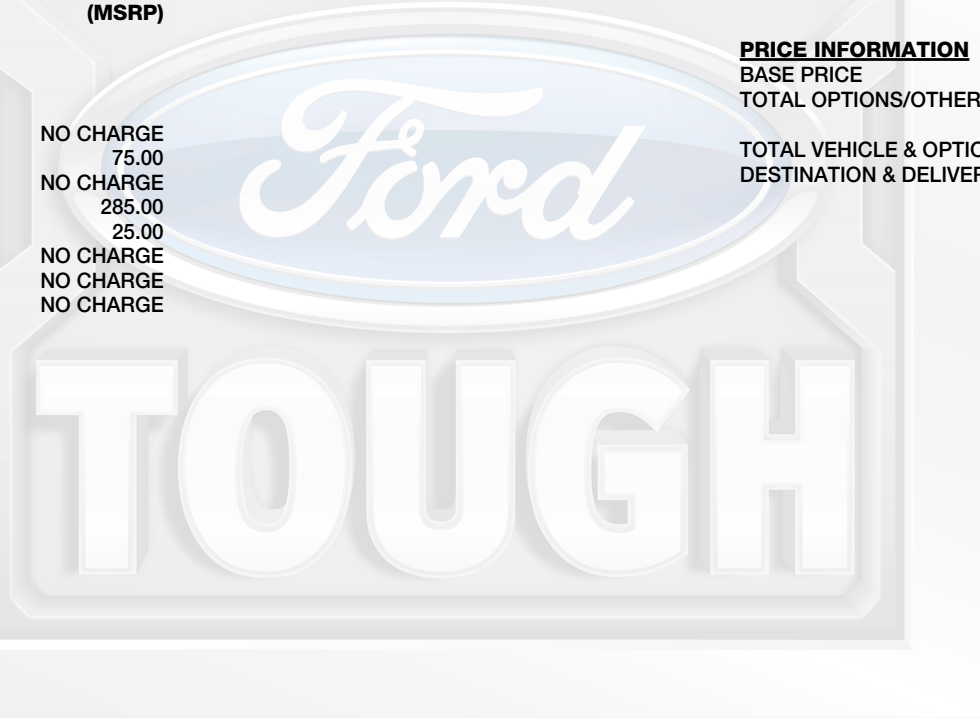 (MSRP)
NO CHARGE
75.00
NO CHARGE
285.00
25.00
NO CHARGE
NO CHARGE
NO CHARGE
PRICE INFORMATION
BASE PRICE
TOTAL OPTIONS/OTHER
TOTAL VEHICLE & OPTIO
DESTINATION & DELIVER
Ford
TOUGH